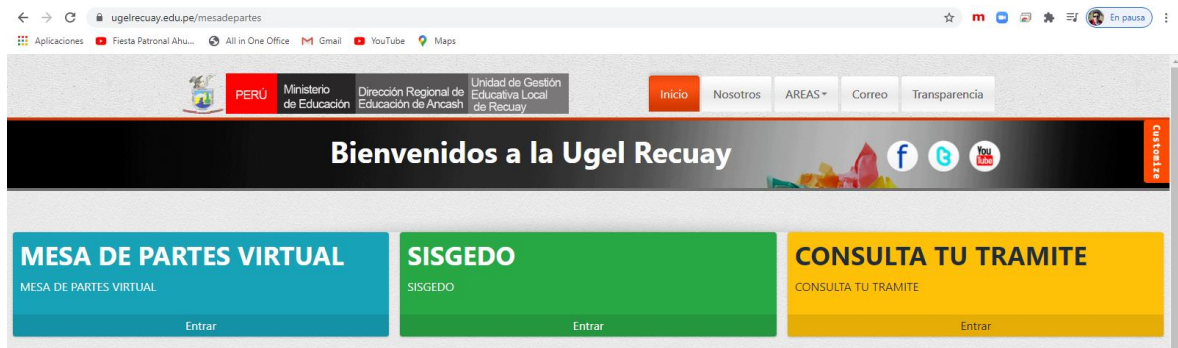 ugelrecuay.edu.pe/mesadepartes
m
En pausa
Aplicaciones
Fiesta Patronal Ahu...
All in One Office
Gmail
YouTube
Maps
PERÚ
Ministerio
de Educación
Dirección Regional de
Educación de Ancash
Unidad de Gestión
Educativa Local
de Recuay
Inicio
Nosotros
AREAS
Correo
Transparencia
Bienvenidos a la Ugel Recuay
f
t
You
Tube
Customize
MESA DE PARTES VIRTUAL
MESA DE PARTES VIRTUAL
Entrar
SISGEDO
SISGEDO
Entrar
CONSULTA TU TRAMITE
CONSULTA TU TRAMITE
Entrar